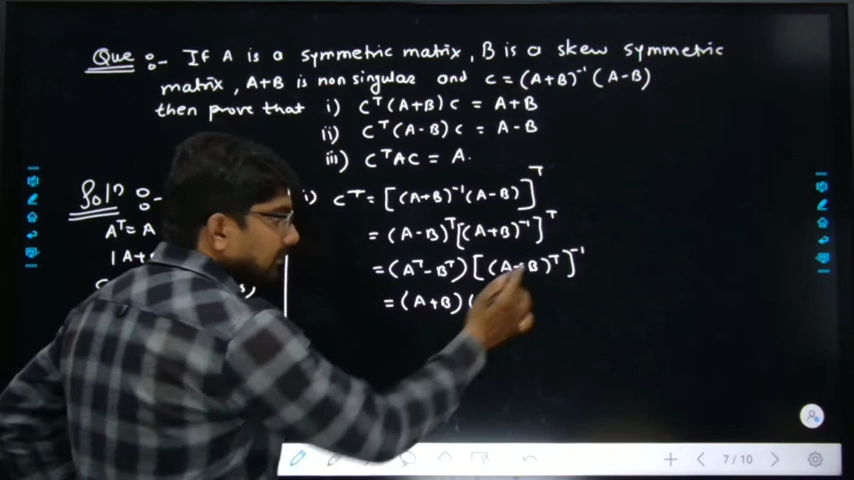 Que :- If A is a symmetric matrix, B is a skew symmetric
matrix, A+B is non singular and C = (A+B)⁻¹ (A-B)
then prove that i) Cᵀ(A+B)C = A+B
ii) Cᵀ(A-B)C = A-B
iii) CᵀAC = A.
Solⁿ :-
Aᵀ = A
|A+
i) Cᵀ = [(A+B)⁻¹(A-B)]ᵀ
= (A-B)ᵀ[(A+B)⁻¹]ᵀ
= (Aᵀ-Bᵀ)[(A B)ᵀ]⁻¹
= (A+B)(
7/10